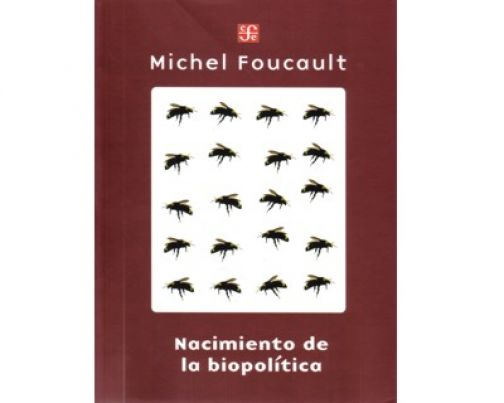 Michel Foucault
Nacimiento de
la biopolítica